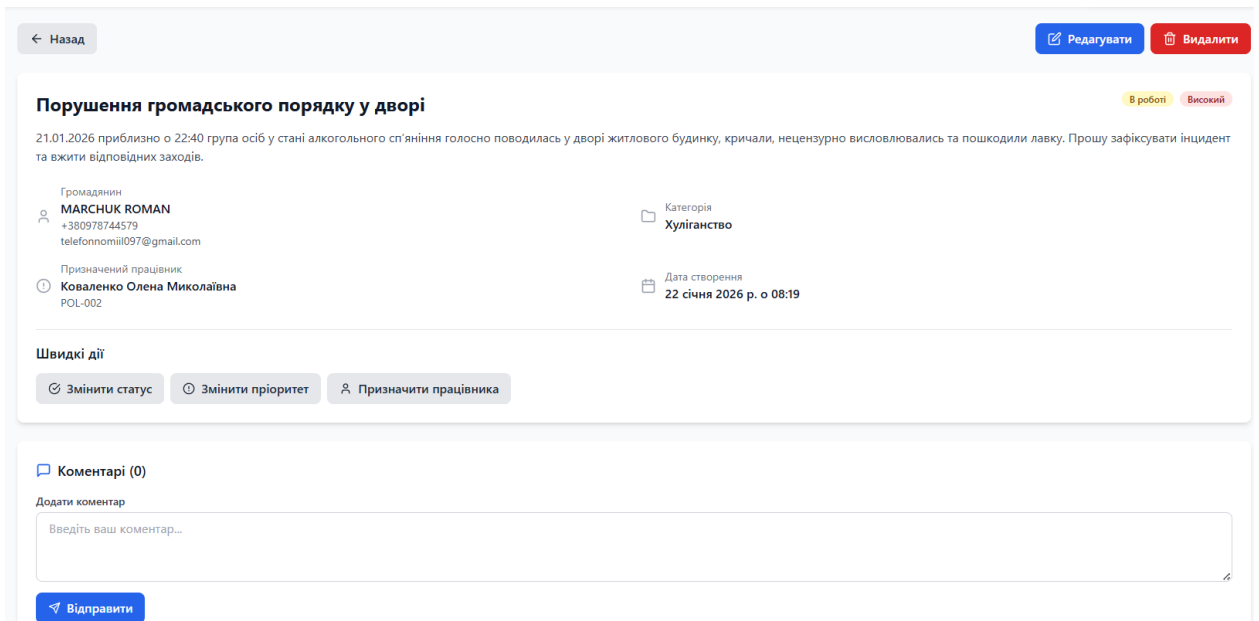 Назад
Редагувати
Видалити
Порушення громадського порядку у дворі
В роботі
Високий
21.01.2026 приблизно о 22:40 група осіб у стані алкогольного сп'яніння голосно поводилась у дворі житлового будинку, кричали, нецензурно висловлювались та пошкодили лавку. Прошу зафіксувати інцидент
та вжити відповідних заходів.
Громадянин
MARCHUK ROMAN
+380978744579
telefonnomiil097@gmail.com
Категорія
Хуліганство
Призначений працівник
Коваленко Олена Миколаївна
POL-002
Дата створення
22 січня 2026 р. о 08:19
Швидкі дії
Змінити статус
Змінити пріоритет
Призначити працівника
Коментарі (0)
Додати коментар
Введіть ваш коментар...
Відправити